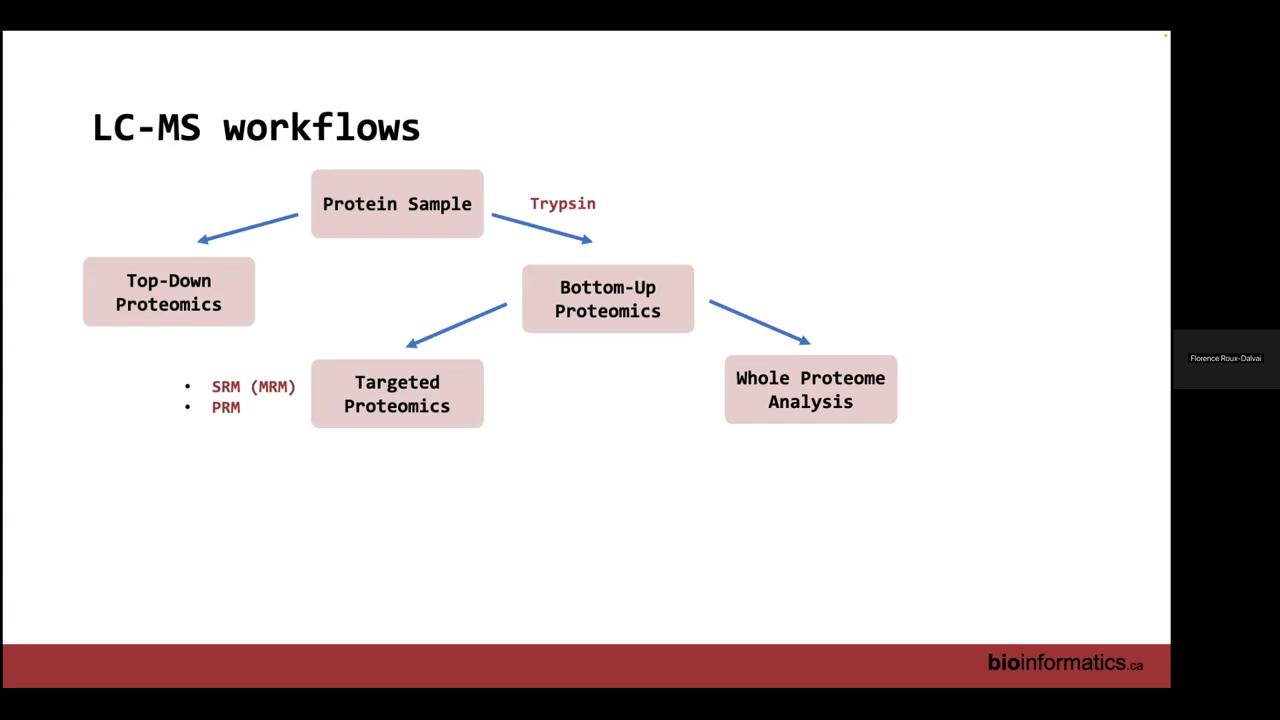 LC-MS workflows
Protein Sample
Trypsin
Top-Down
Proteomics
Bottom-Up
Proteomics
• SRM (MRM)
• PRM
Targeted
Proteomics
Whole Proteome
Analysis
Florence Roux-Dalvai
bioinformatics.ca